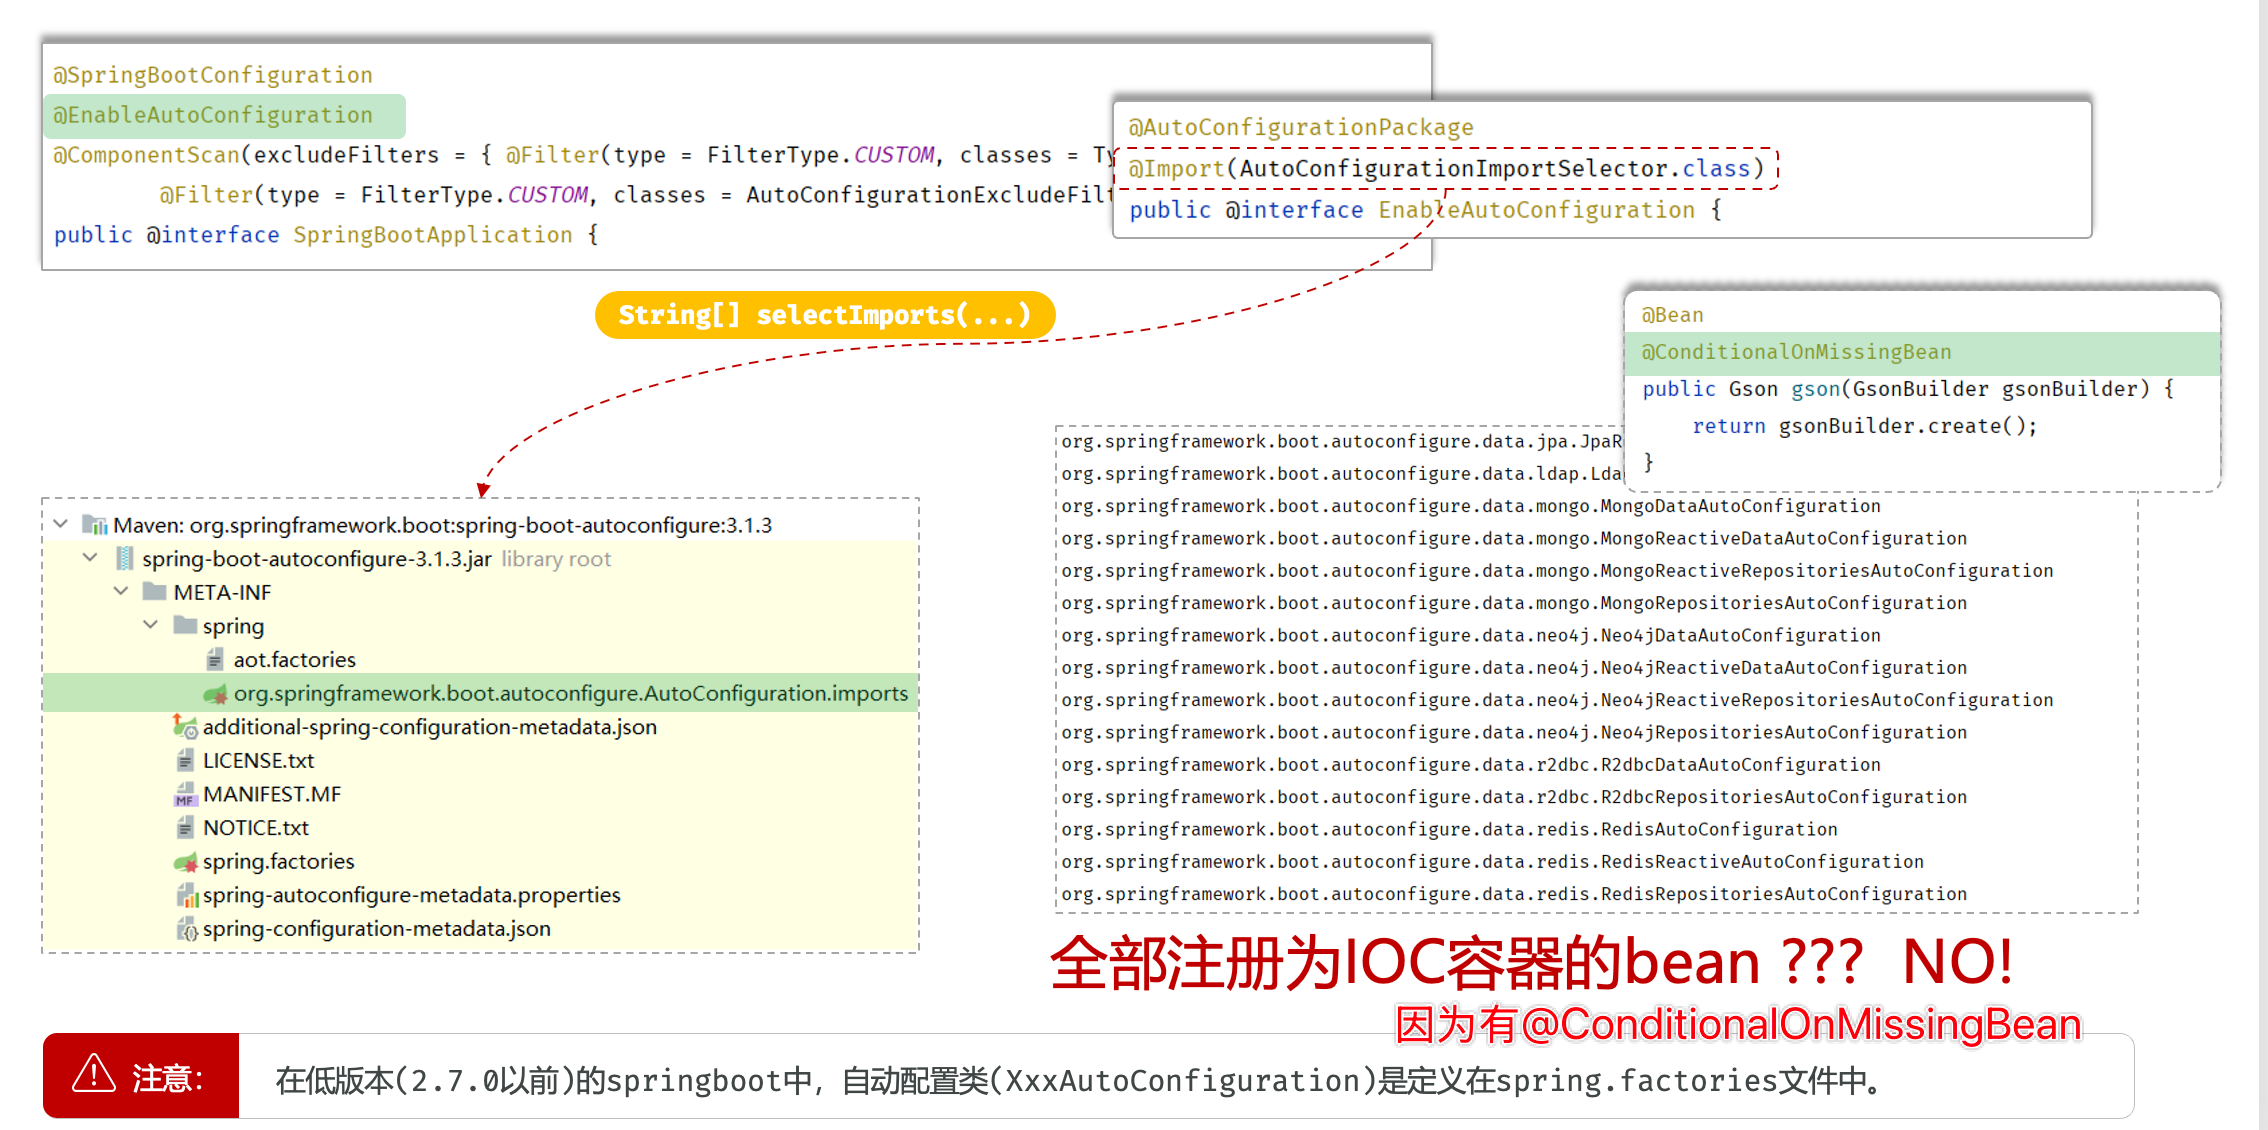 @SpringBootConfiguration
@EnableAutoConfiguration
@ComponentScan(excludeFilters = { @Filter(type = FilterType.CUSTOM, classes = Ty
@Filter(type = FilterType.CUSTOM, classes = AutoConfigurationExcludeFilt
public @interface SpringBootApplication {
@AutoConfigurationPackage
@Import(AutoConfigurationImportSelector.class)
public @interface EnableAutoConfiguration {
String[] selectImports(...)
@Bean
@ConditionalOnMissingBean
public Gson gson(GsonBuilder gsonBuilder) {
return gsonBuilder.create();
}
Maven: org.springframework.boot:spring-boot-autoconfigure:3.1.3
spring-boot-autoconfigure-3.1.3.jar library root
META-INF
spring
aot.factories
org.springframework.boot.autoconfigure.AutoConfiguration.imports
additional-spring-configuration-metadata.json
LICENSE.txt
MANIFEST.MF
NOTICE.txt
spring.factories
spring-autoconfigure-metadata.properties
spring-configuration-metadata.json
org.springframework.boot.autoconfigure.data.jpa.JpaR
org.springframework.boot.autoconfigure.data.ldap.Lda
org.springframework.boot.autoconfigure.data.mongo.MongoDataAutoConfiguration
org.springframework.boot.autoconfigure.data.mongo.MongoReactiveDataAutoConfiguration
org.springframework.boot.autoconfigure.data.mongo.MongoReactiveRepositoriesAutoConfiguration
org.springframework.boot.autoconfigure.data.mongo.MongoRepositoriesAutoConfiguration
org.springframework.boot.autoconfigure.data.neo4j.Neo4jDataAutoConfiguration
org.springframework.boot.autoconfigure.data.neo4j.Neo4jReactiveDataAutoConfiguration
org.springframework.boot.autoconfigure.data.neo4j.Neo4jReactiveRepositoriesAutoConfiguration
org.springframework.boot.autoconfigure.data.neo4j.Neo4jRepositoriesAutoConfiguration
org.springframework.boot.autoconfigure.data.r2dbc.R2dbcDataAutoConfiguration
org.springframework.boot.autoconfigure.data.r2dbc.R2dbcRepositoriesAutoConfiguration
org.springframework.boot.autoconfigure.data.redis.RedisAutoConfiguration
org.springframework.boot.autoconfigure.data.redis.RedisReactiveAutoConfiguration
org.springframework.boot.autoconfigure.data.redis.RedisRepositoriesAutoConfiguration
全部注册为IOC容器的bean ??? NO!
因为有@ConditionalOnMissingBean
注意：
在低版本(2.7.0以前)的springboot中，自动配置类(XxxAutoConfiguration)是定义在spring.factories文件中。